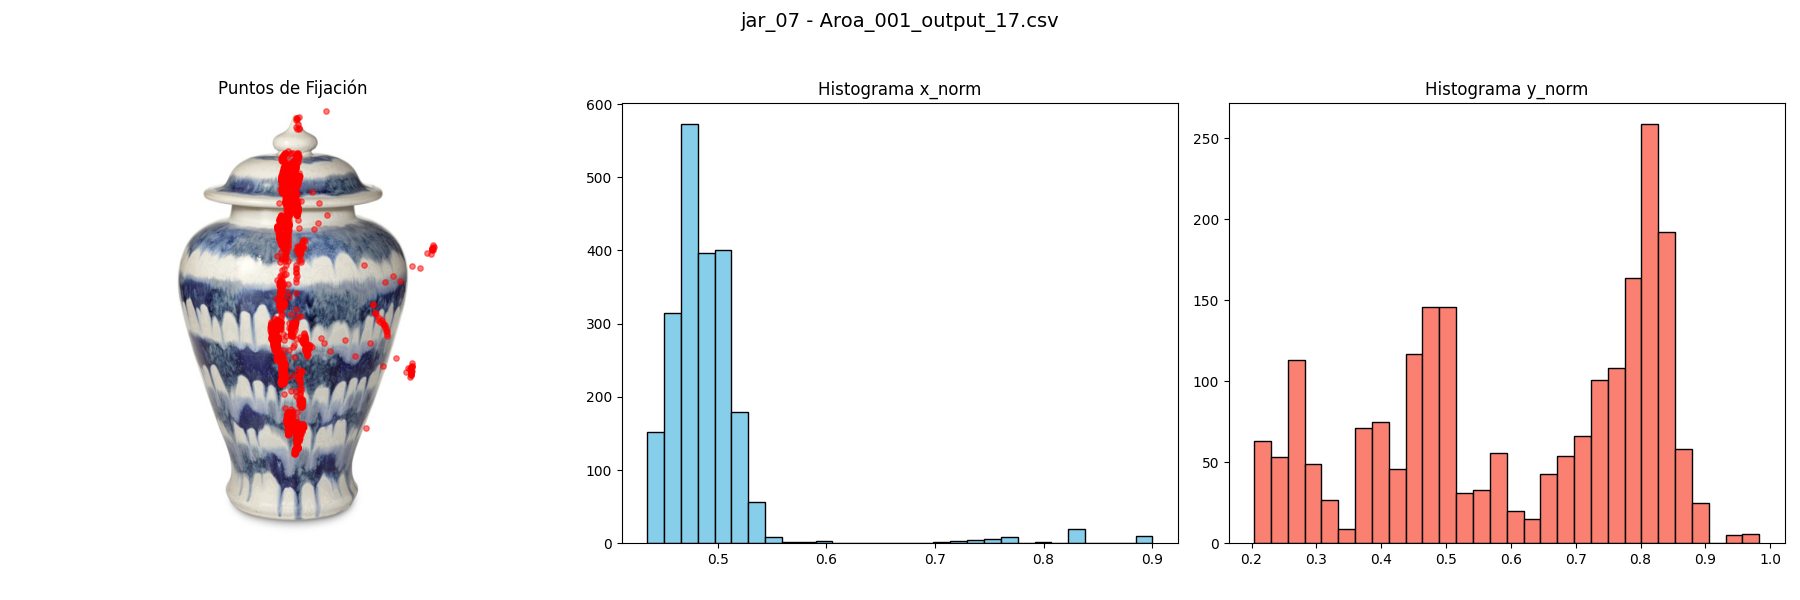 jar_07 - Aroa_001_output_17.csv
Puntos de Fijación
Histograma x_norm
Histograma y_norm
600
500
400
300
200
100
0
0.5 0.6 0.7 0.8 0.9
250
200
150
100
50
0
0.2 0.3 0.4 0.5 0.6 0.7 0.8 0.9 1.0